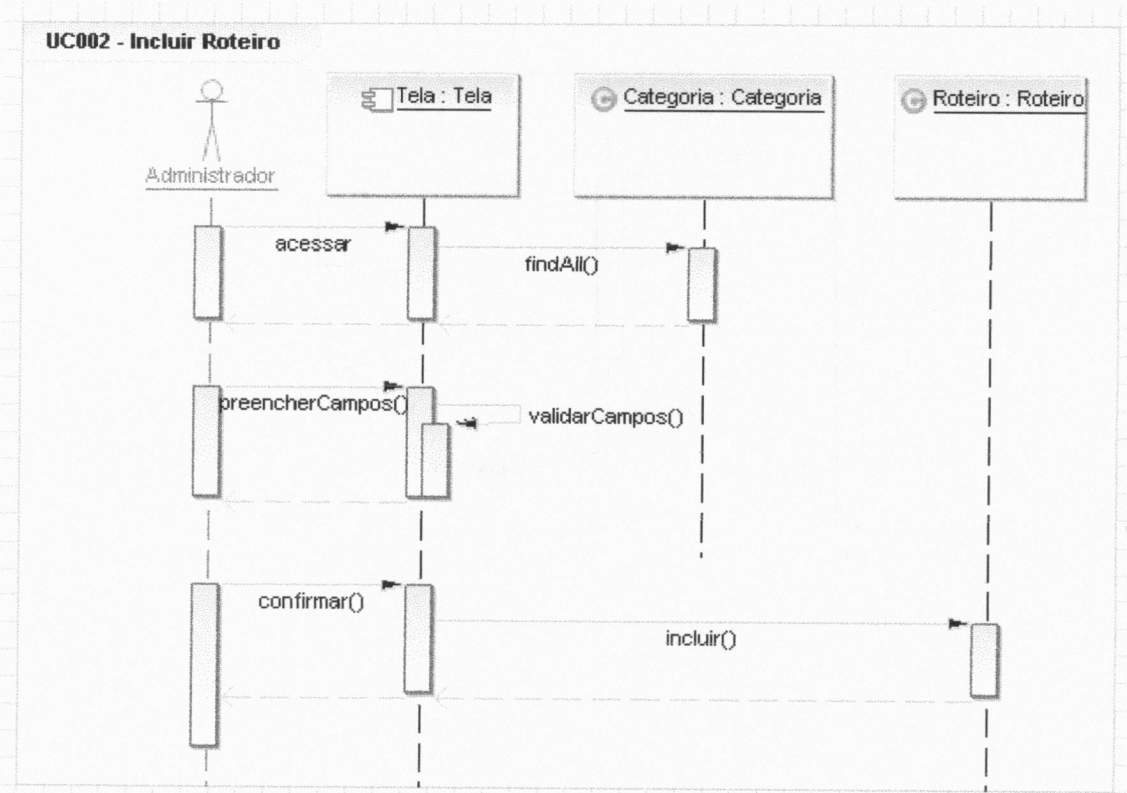 UC002 - Incluir Roteiro
Administrador
Tela : Tela
Categoria : Categoria
Roteiro : Roteiro
acessar
findAll()
preencherCampos()
validarCampos()
confirmar()
incluir()